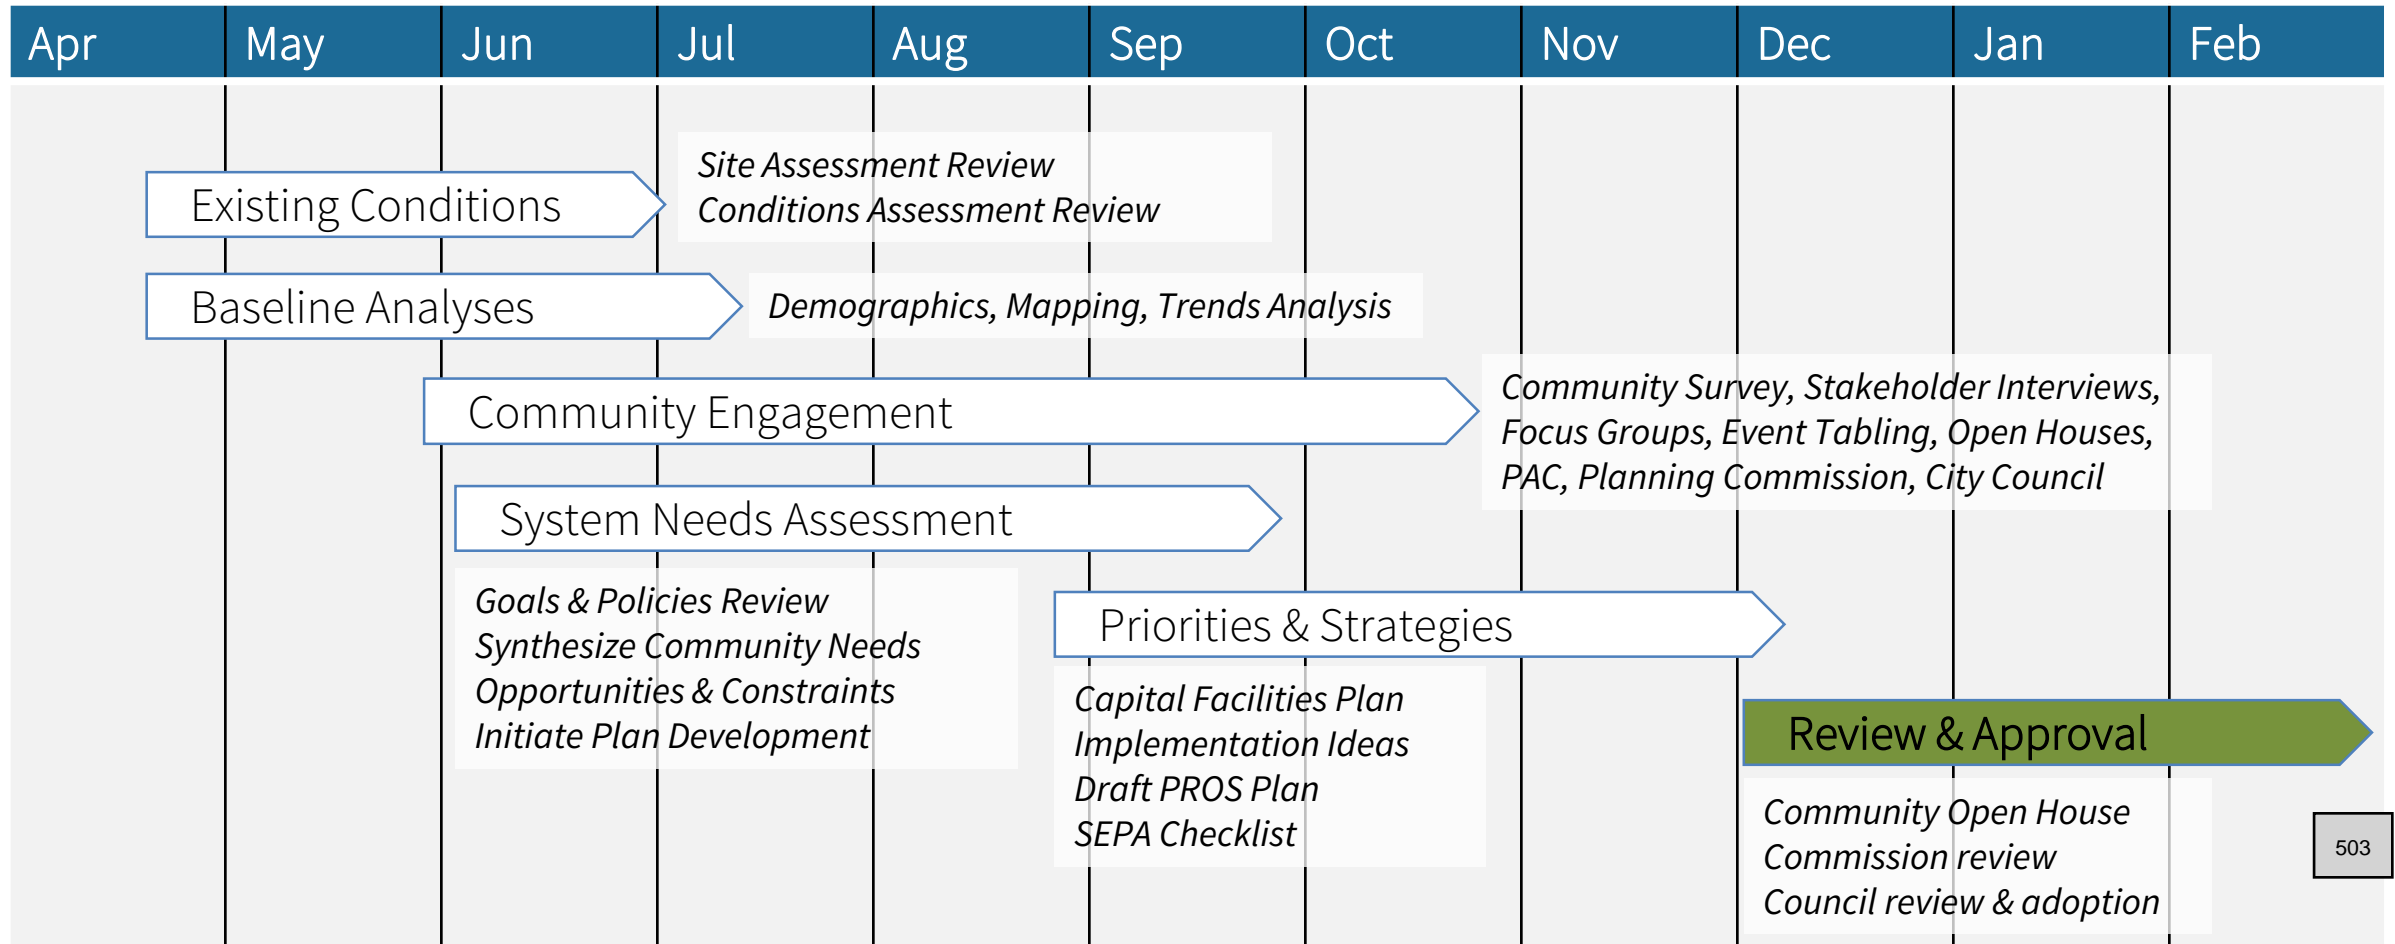 Apr May Jun Jul Aug Sep Oct Nov Dec Jan Feb
Existing Conditions
Site Assessment Review
Conditions Assessment Review
Baseline Analyses
Demographics, Mapping, Trends Analysis
Community Engagement
Community Survey, Stakeholder Interviews,
Focus Groups, Event Tabling, Open Houses,
PAC, Planning Commission, City Council
System Needs Assessment
Goals & Policies Review
Synthesize Community Needs
Opportunities & Constraints
Initiate Plan Development
Priorities & Strategies
Capital Facilities Plan
Implementation Ideas
Draft PROS Plan
SEPA Checklist
Review & Approval
Community Open House
Commission review
Council review & adoption
503